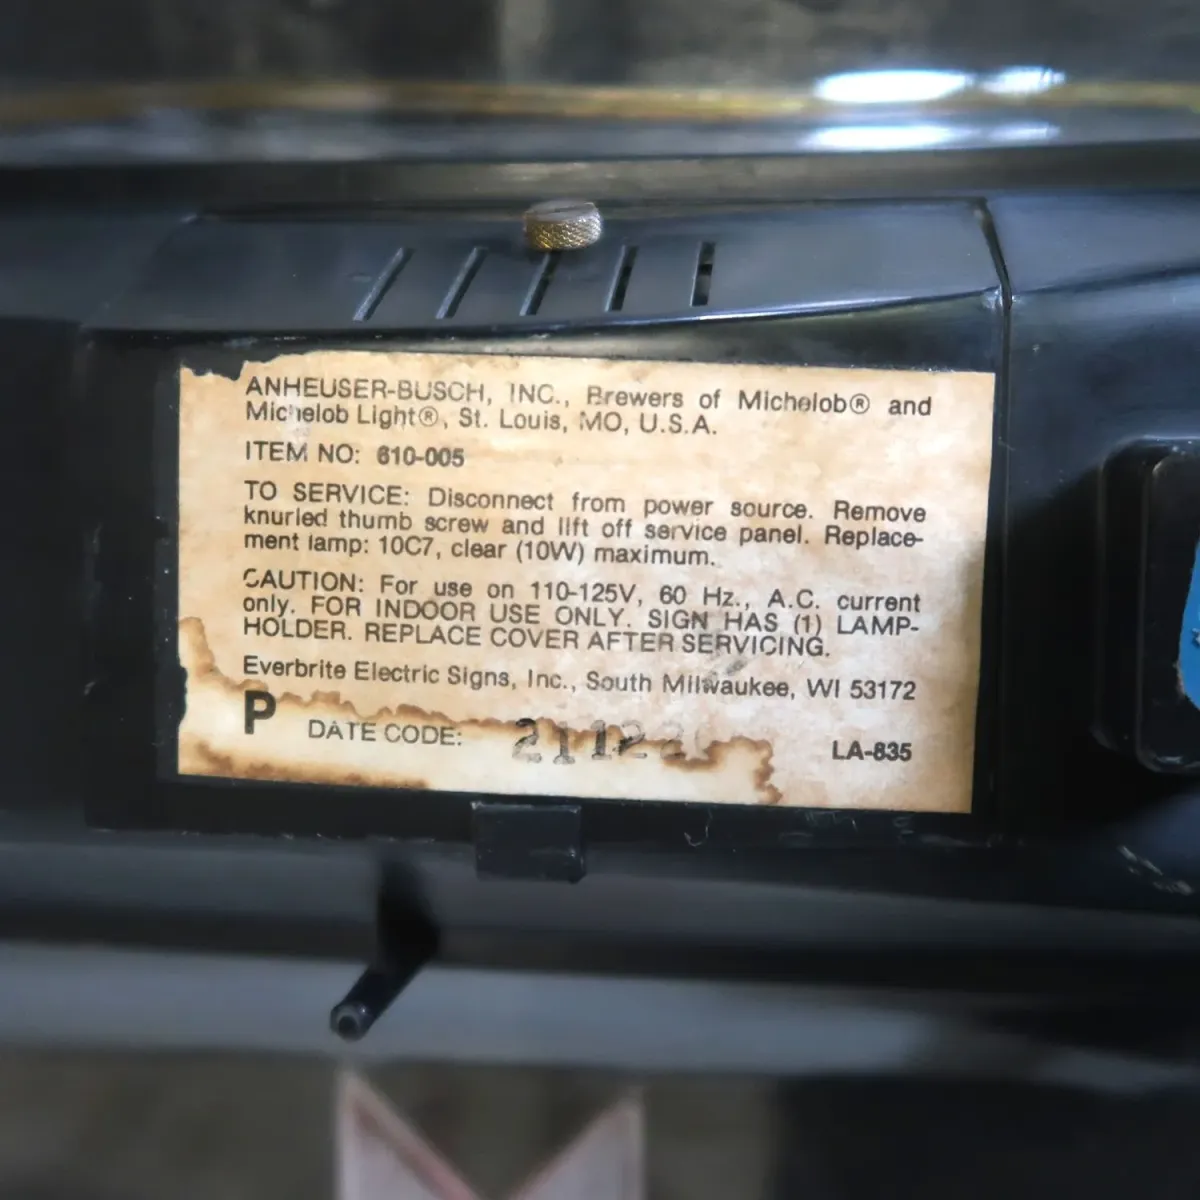 ANHEUSER-BUSCH, INC., Brewers of Michelob® and
Michelob Light®, St. Louis, MO, U.S.A.
ITEM NO: 610-005
TO SERVICE: Disconnect from power source. Remove
knurled thumb screw and lift off service panel. Replace-
ment lamp: 10C7, clear (10W) maximum.
CAUTION: For use on 110-125V, 60 Hz., A.C. current
only. FOR INDOOR USE ONLY. SIGN HAS (1) LAMP-
HOLDER. REPLACE COVER AFTER SERVICING.
Everbrite Electric Signs, Inc., South Milwaukee, WI 53172
P DATE CODE: LA-835